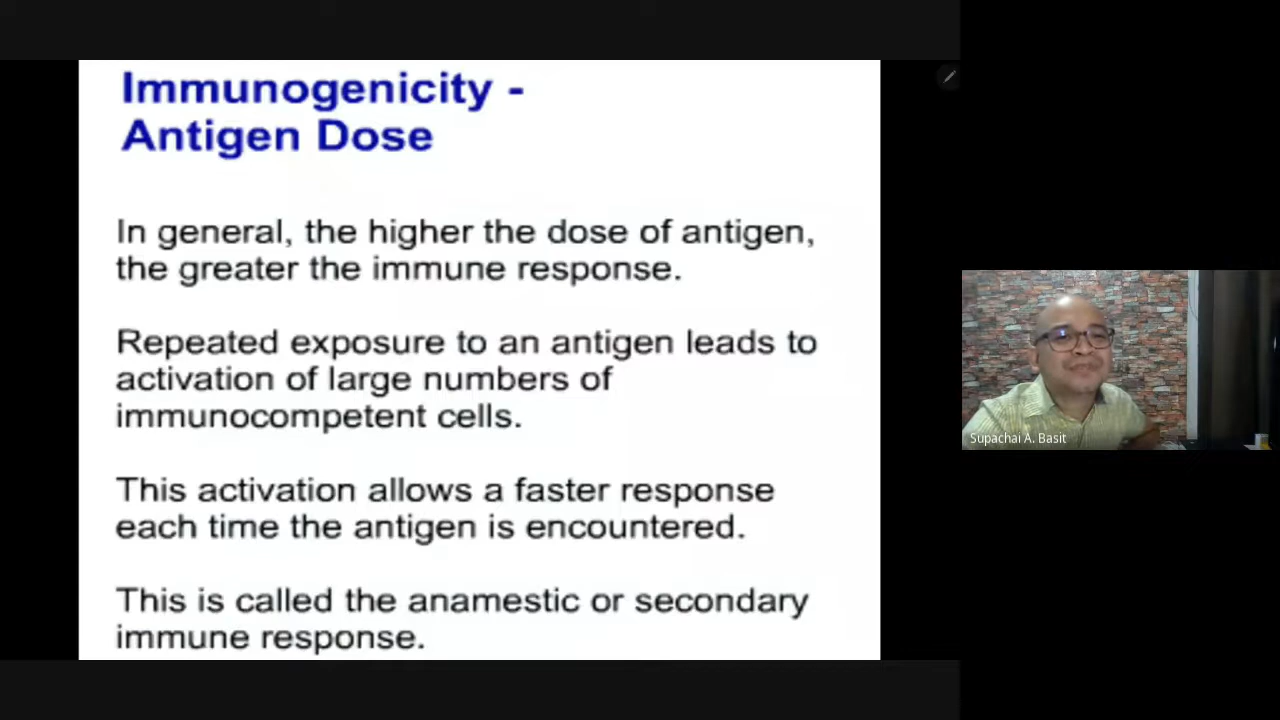 Immunogenicity -
Antigen Dose
In general, the higher the dose of antigen,
the greater the immune response.
Repeated exposure to an antigen leads to
activation of large numbers of
immunocompetent cells.
This activation allows a faster response
each time the antigen is encountered.
This is called the anamestic or secondary
immune response.
Supachai A. Basit